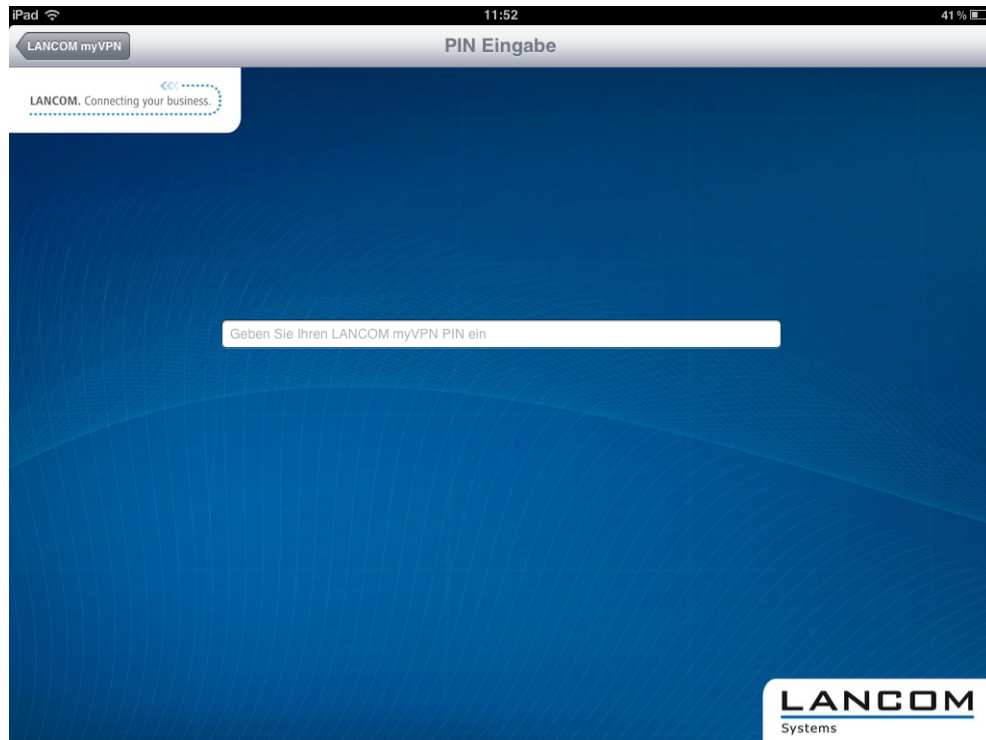 iPad 11:52 41 %
LANCOM myVPN PIN Eingabe
LANCOM. Connecting your business.
Geben Sie Ihren LANCOM myVPN PIN ein
LANCOM
Systems